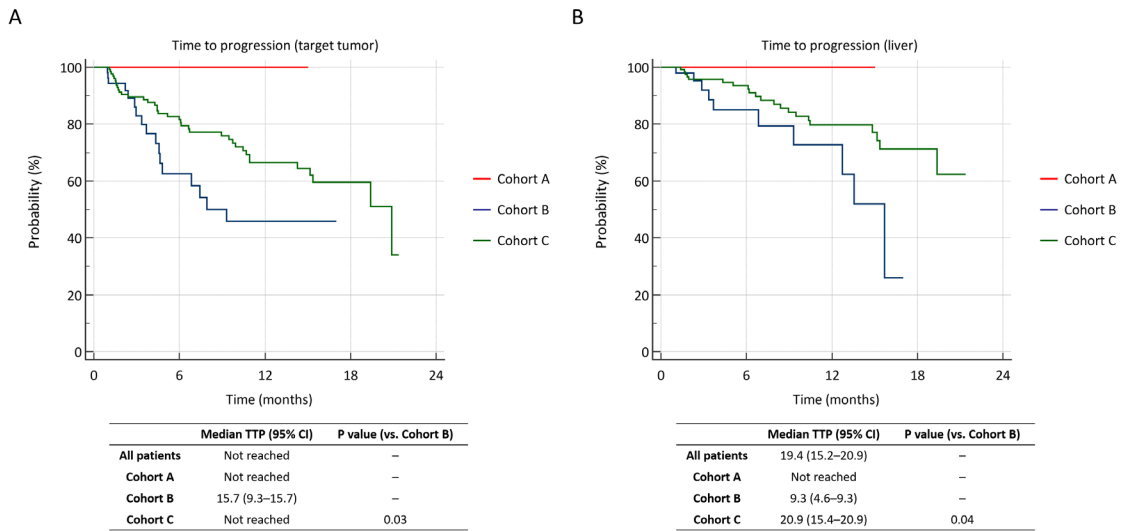 A
Time to progression (target tumor)
100
80
60
40
20
0
Probability (%)
0 6 12 18 24
Time (months)
Cohort A
Cohort B
Cohort C
Median TTP (95% CI) P value (vs. Cohort B)
All patients Not reached –
Cohort A Not reached –
Cohort B 15.7 (9.3–15.7) –
Cohort C Not reached 0.03
B
Time to progression (liver)
100
80
60
40
20
0
Probability (%)
0 6 12 18 24
Time (months)
Cohort A
Cohort B
Cohort C
Median TTP (95% CI) P value (vs. Cohort B)
All patients 19.4 (15.2–20.9) –
Cohort A Not reached –
Cohort B 9.3 (4.6–9.3) –
Cohort C 20.9 (15.4–20.9) 0.04